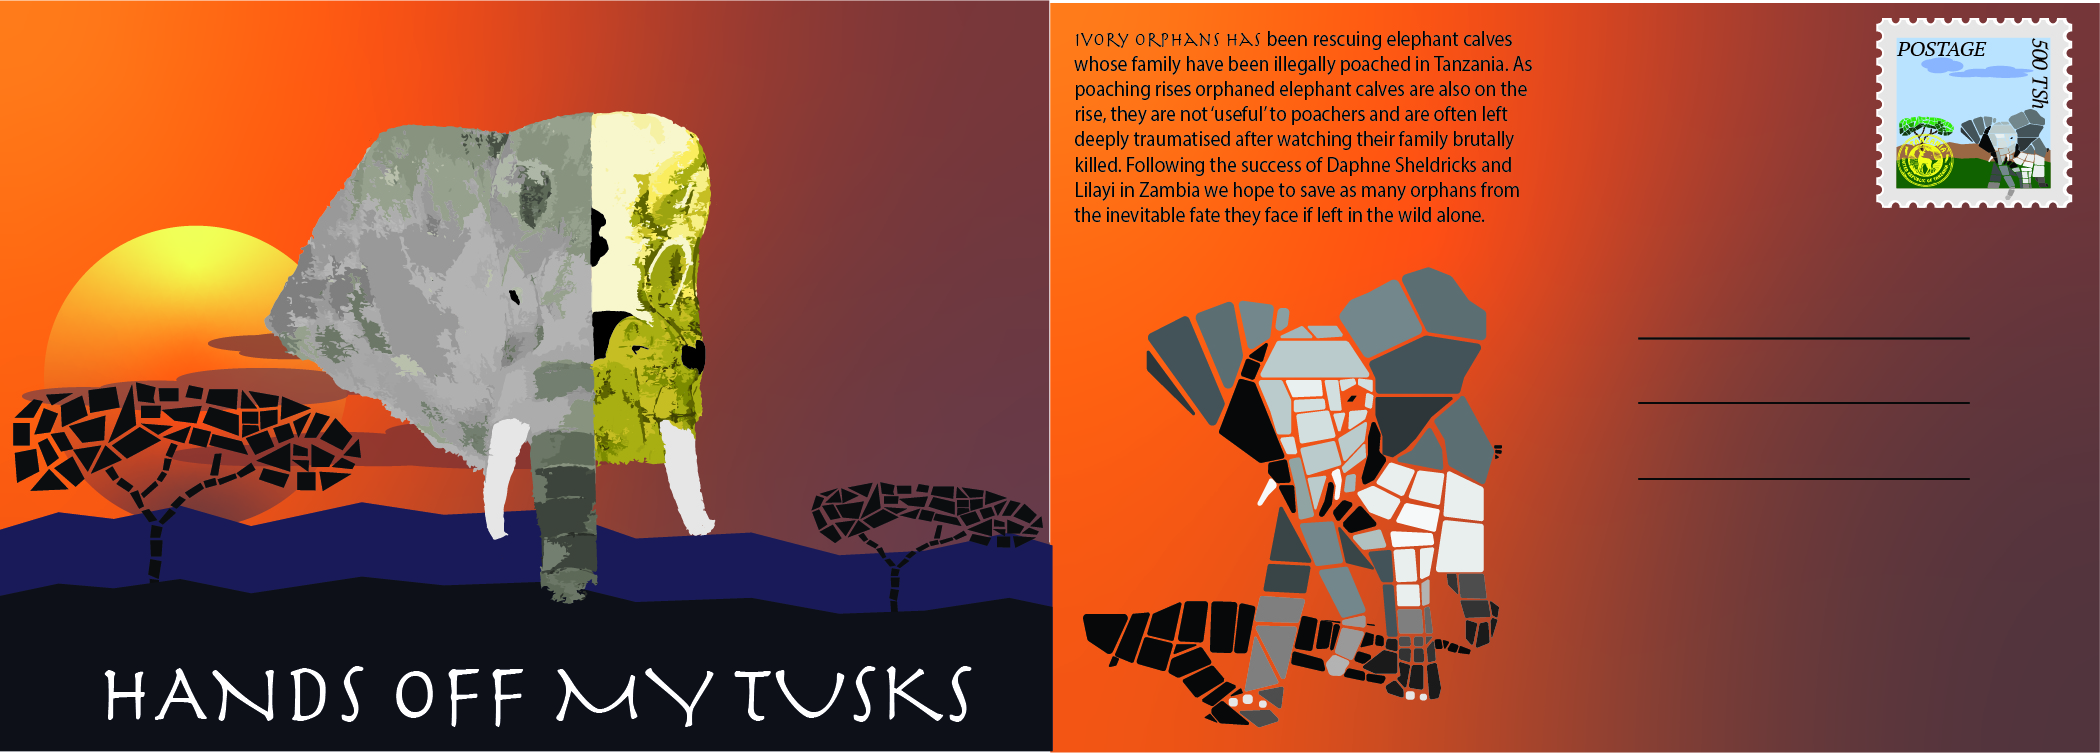 HANDS OFF MY TUSKS
IVORY ORPHANS HAS been rescuing elephant calves
whose family have been illegally poached in Tanzania. As
poaching rises orphaned elephant calves are also on the
rise, they are not ‘useful’ to poachers and are often left
deeply traumatised after watching their family brutally
killed. Following the success of Daphne Sheldricks and
Lilayi in Zambia we hope to save as many orphans from
the inevitable fate they face if left in the wild alone.
POSTAGE
500 TSh